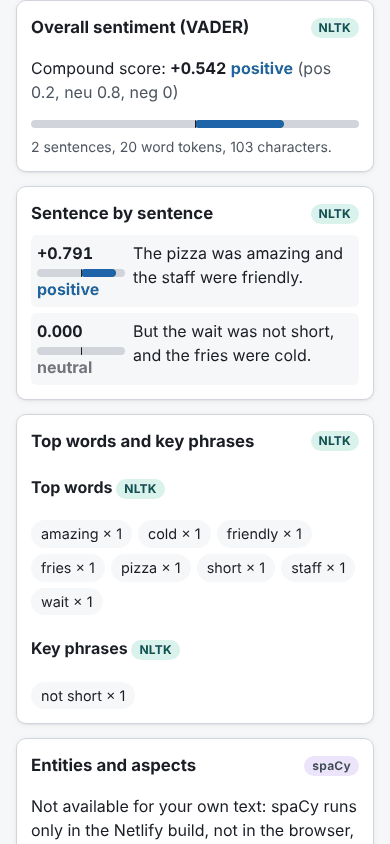 Overall sentiment (VADER) NLTK
Compound score: +0.542 positive (pos
0.2, neu 0.8, neg 0)
2 sentences, 20 word tokens, 103 characters.
Sentence by sentence NLTK
+0.791
positive
The pizza was amazing and
the staff were friendly.
0.000
neutral
But the wait was not short,
and the fries were cold.
Top words and key phrases NLTK
Top words NLTK
amazing × 1 cold × 1 friendly × 1
fries × 1 pizza × 1 short × 1 staff × 1
wait × 1
Key phrases NLTK
not short × 1
Entities and aspects spaCy
Not available for your own text: spaCy runs
only in the Netlify build, not in the browser,